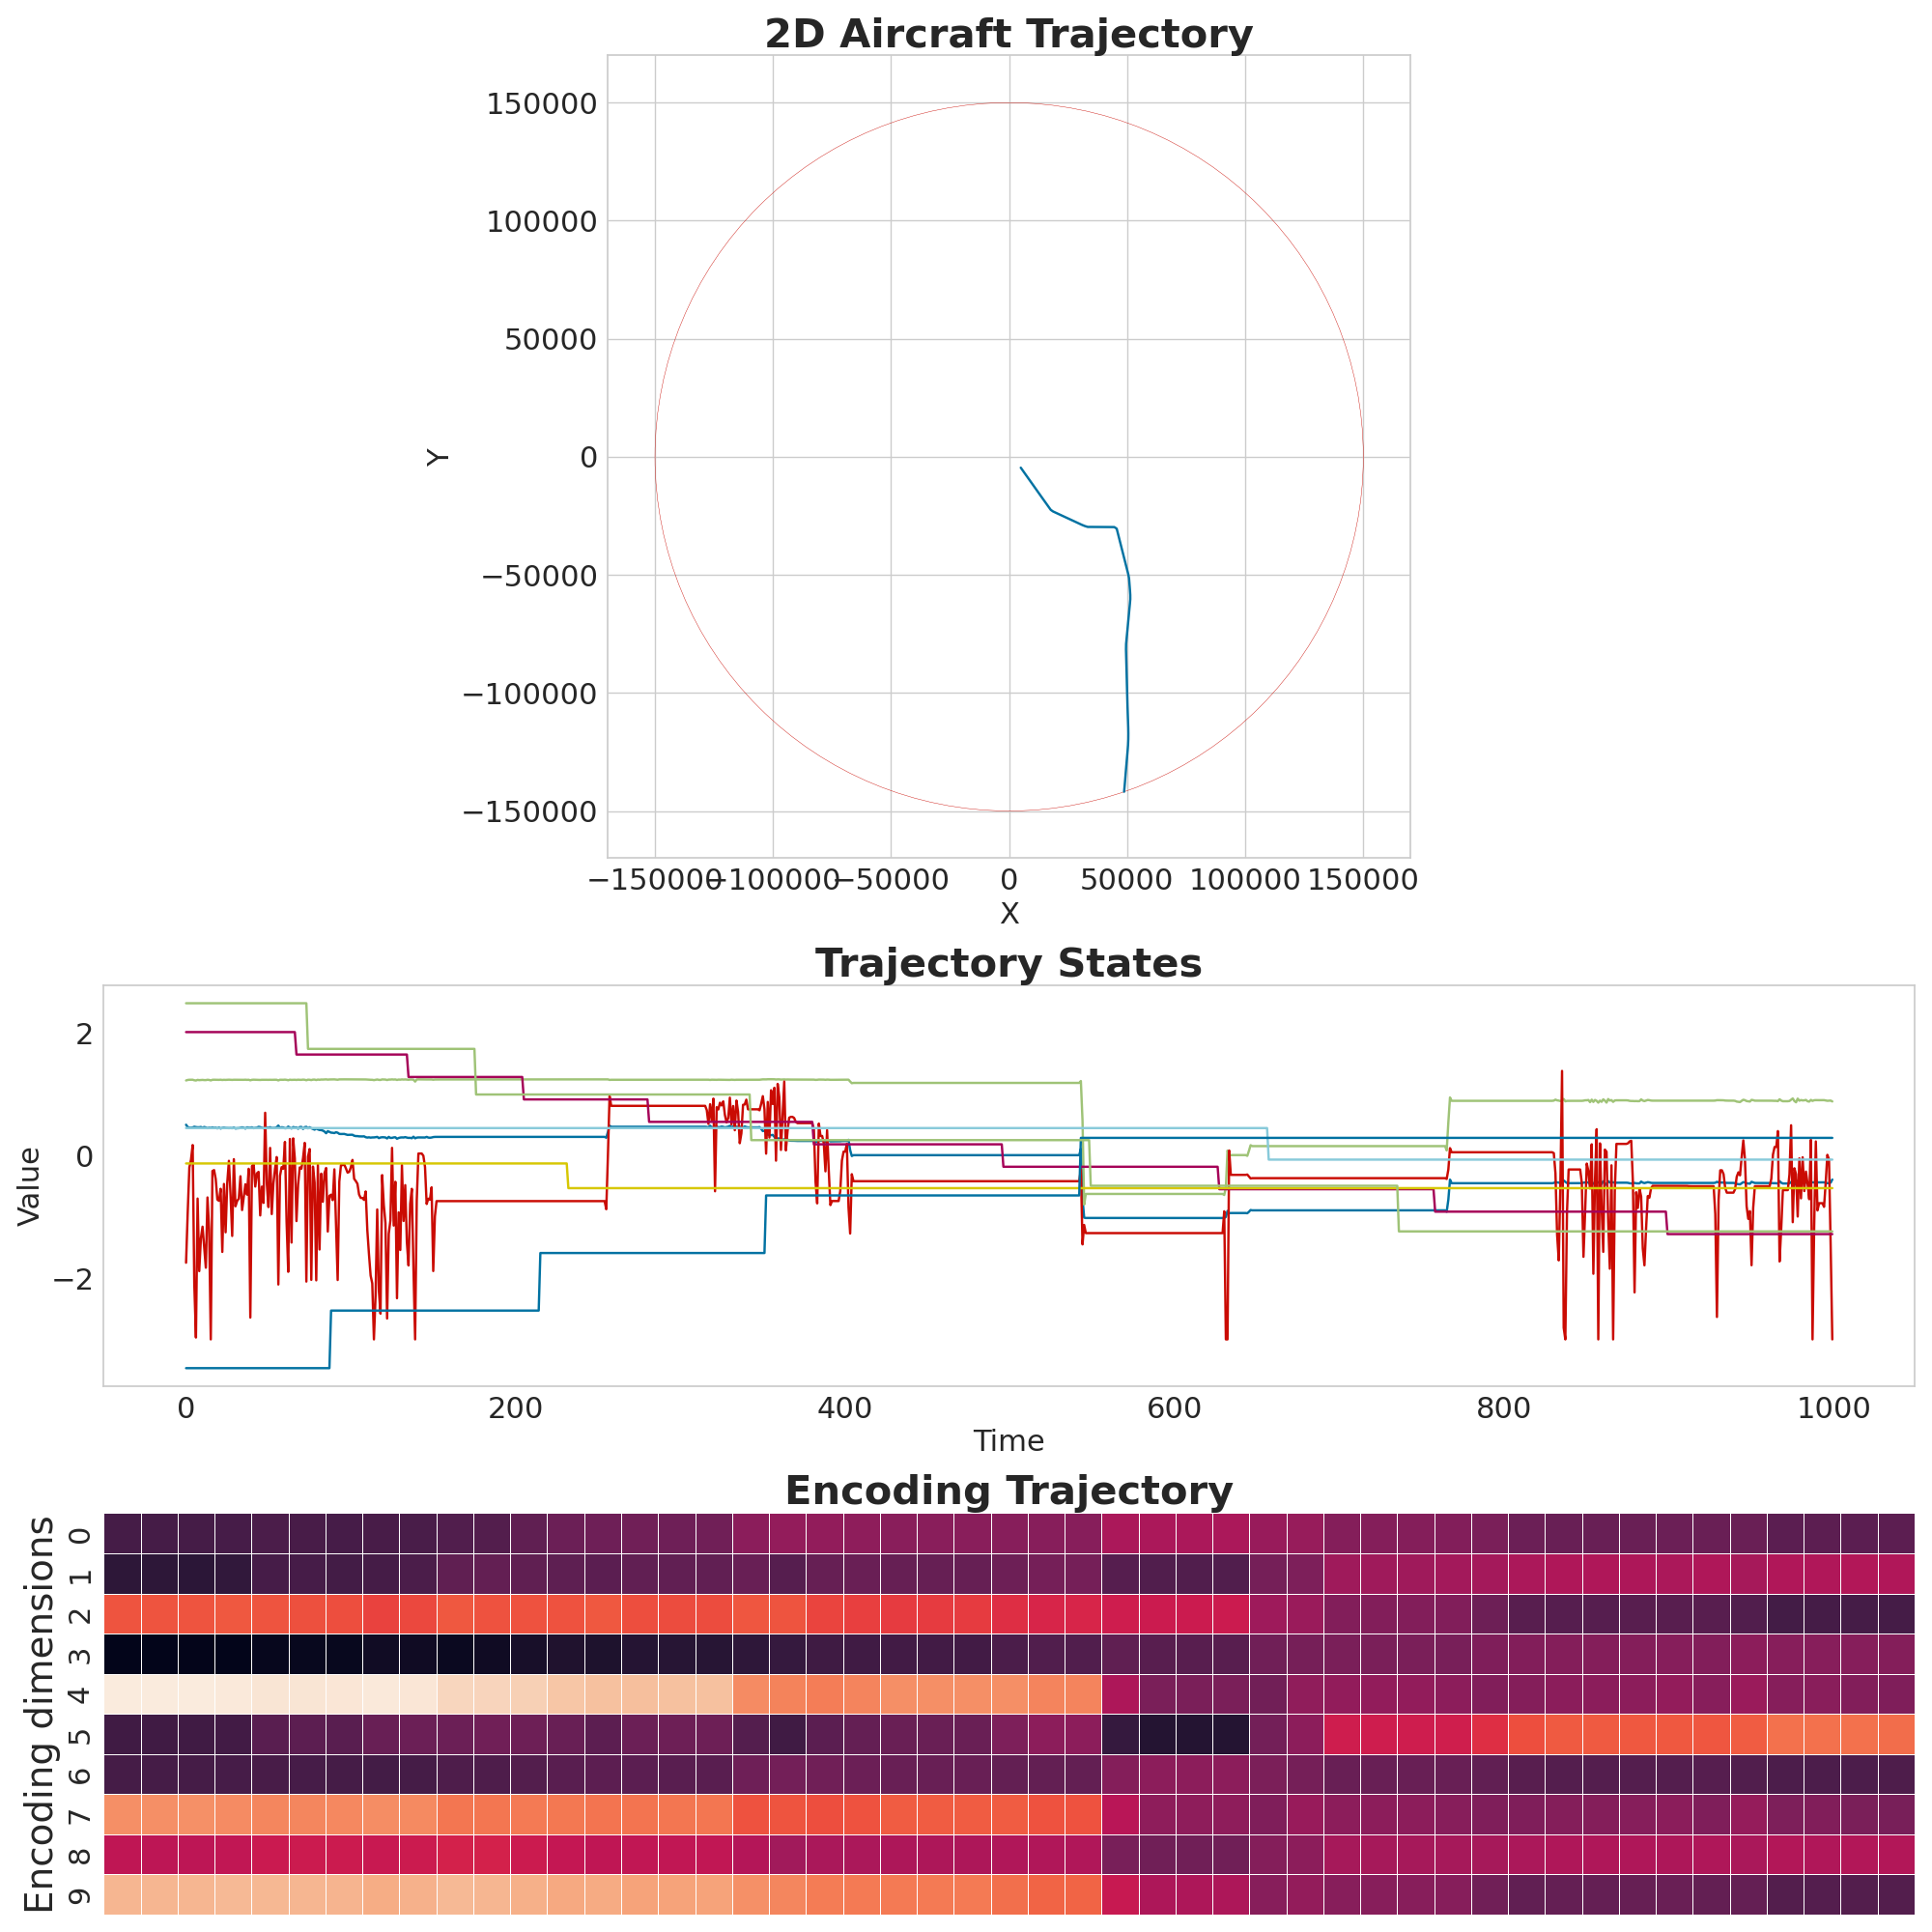 2D Aircraft Trajectory
150000
100000
50000
0
−50000
−100000
−150000
Y
−150000 −100000 −50000 0 50000 100000 150000
X
Trajectory States
2
0
−2
Value
0 200 400 600 800 1000
Time
Encoding Trajectory
Encoding dimensions
0
1
2
3
4
5
6
7
8
9